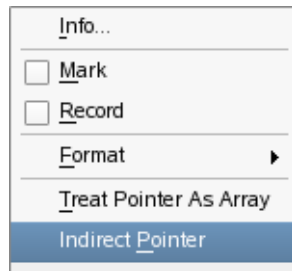 Info...
Mark
Record
Format
Treat Pointer As Array
Indirect Pointer